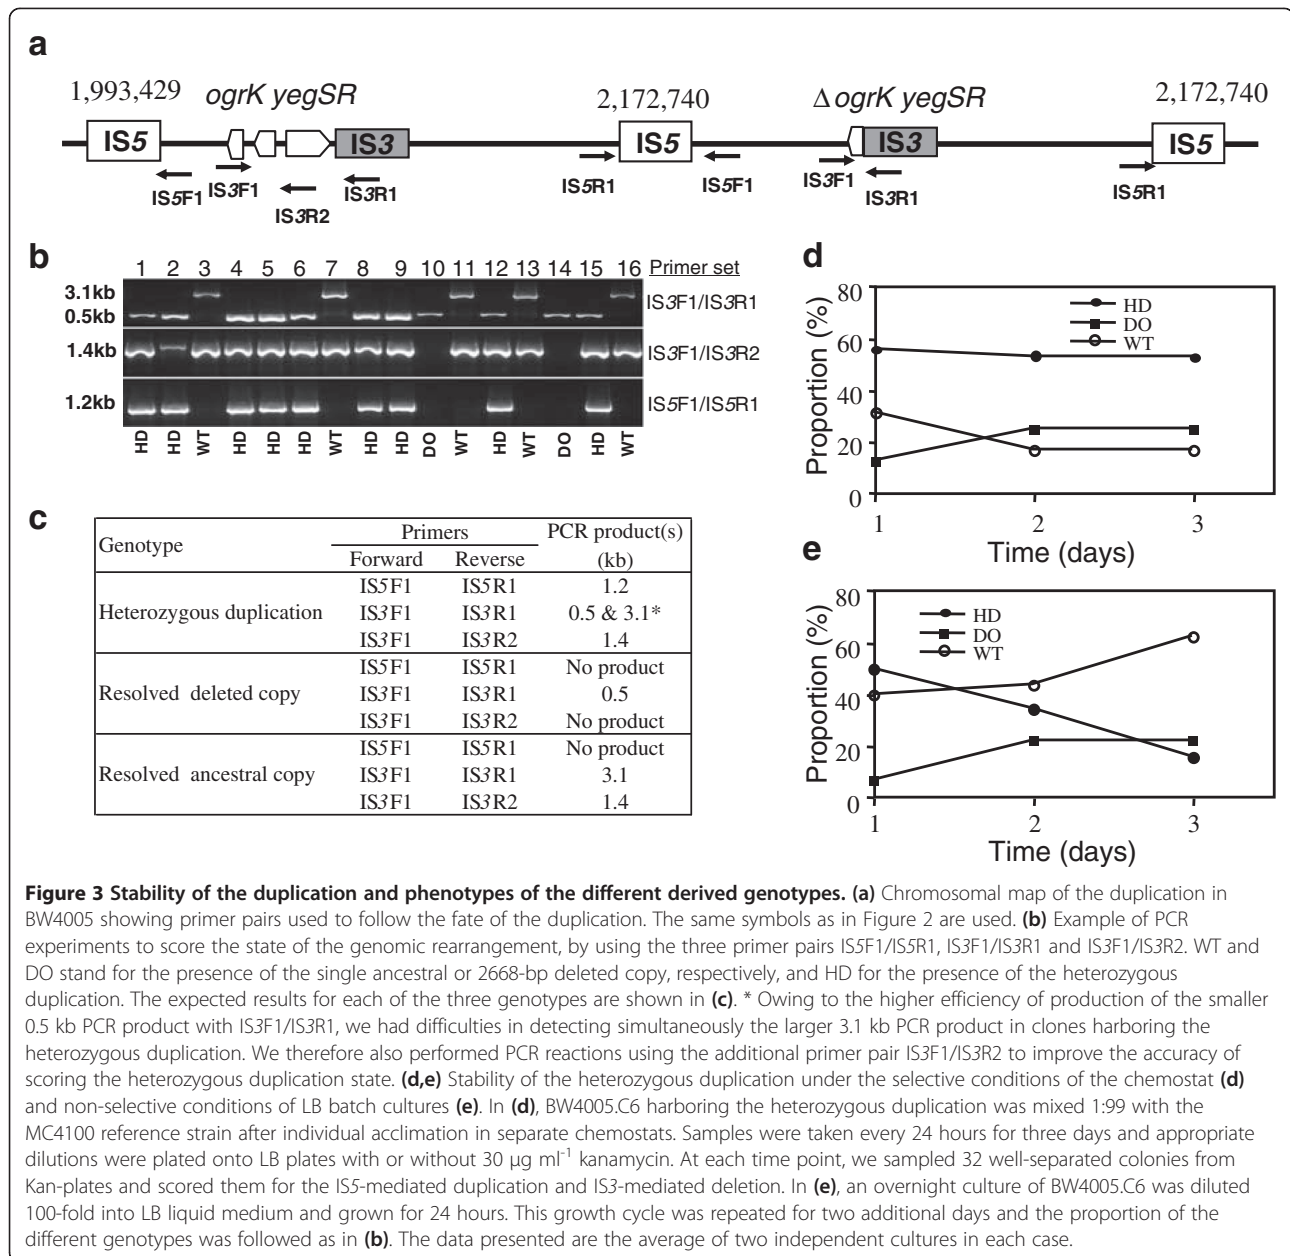 a
1,993,429 ogrK yegSR 2,172,740 Δ ogrK yegSR 2,172,740
IS5 IS3 IS5 IS3 IS5
IS5F1 IS3F1 IS3R2 IS3R1 IS5R1 IS5F1 IS3F1 IS3R1 IS5R1
b
1 2 3 4 5 6 7 8 9 10 11 12 13 14 15 16 Primer set
3.1kb
0.5kb
IS3F1/IS3R1
1.4kb
IS3F1/IS3R2
1.2kb
IS5F1/IS5R1
HD HD WT HD HD HD WT HD HD DO WT HD WT DO HD WT
c
Genotype Primers PCR product(s)
Forward Reverse (kb)
IS5F1 IS5R1 1.2
Heterozygous duplication IS3F1 IS3R1 0.5 & 3.1*
IS3F1 IS3R2 1.4
IS5F1 IS5R1 No product
Resolved deleted copy IS3F1 IS3R1 0.5
IS3F1 IS3R2 No product
IS5F1 IS5R1 No product
Resolved ancestral copy IS3F1 IS3R1 3.1
IS3F1 IS3R2 1.4
d
Proportion (%)
80
60
40
20
0
HD
DO
WT
1 2 3
Time (days)
e
Proportion (%)
80
60
40
20
0
HD
DO
WT
1 2 3
Time (days)
Figure 3 Stability of the duplication and phenotypes of the different derived genotypes. (a) Chromosomal map of the duplication in
BW4005 showing primer pairs used to follow the fate of the duplication. The same symbols as in Figure 2 are used. (b) Example of PCR
experiments to score the state of the genomic rearrangement, by using the three primer pairs IS5F1/IS5R1, IS3F1/IS3R1 and IS3F1/IS3R2. WT and
DO stand for the presence of the single ancestral or 2668-bp deleted copy, respectively, and HD for the presence of the heterozygous
duplication. The expected results for each of the three genotypes are shown in (c). * Owing to the higher efficiency of production of the smaller
0.5 kb PCR product with IS3F1/IS3R1, we had difficulties in detecting simultaneously the larger 3.1 kb PCR product in clones harboring the
heterozygous duplication. We therefore also performed PCR reactions using the additional primer pair IS3F1/IS3R2 to improve the accuracy of
scoring the heterozygous duplication state. (d,e) Stability of the heterozygous duplication under the selective conditions of the chemostat (d)
and non-selective conditions of LB batch cultures (e). In (d), BW4005.C6 harboring the heterozygous duplication was mixed 1:99 with the
MC4100 reference strain after individual acclimation in separate chemostats. Samples were taken every 24 hours for three days and appropriate
dilutions were plated onto LB plates with or without 30 μg ml-1 kanamycin. At each time point, we sampled 32 well-separated colonies from
Kan-plates and scored them for the IS5-mediated duplication and IS3-mediated deletion. In (e), an overnight culture of BW4005.C6 was diluted
100-fold into LB liquid medium and grown for 24 hours. This growth cycle was repeated for two additional days and the proportion of the
different genotypes was followed as in (b). The data presented are the average of two independent cultures in each case.